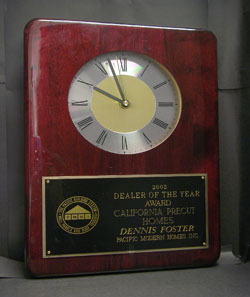 2002
DEALER OF THE YEAR
AWARD
CALIFORNIA PRECUT
HOMES
DENNIS FOSTER
PACIFIC MODERN HOMES INC.